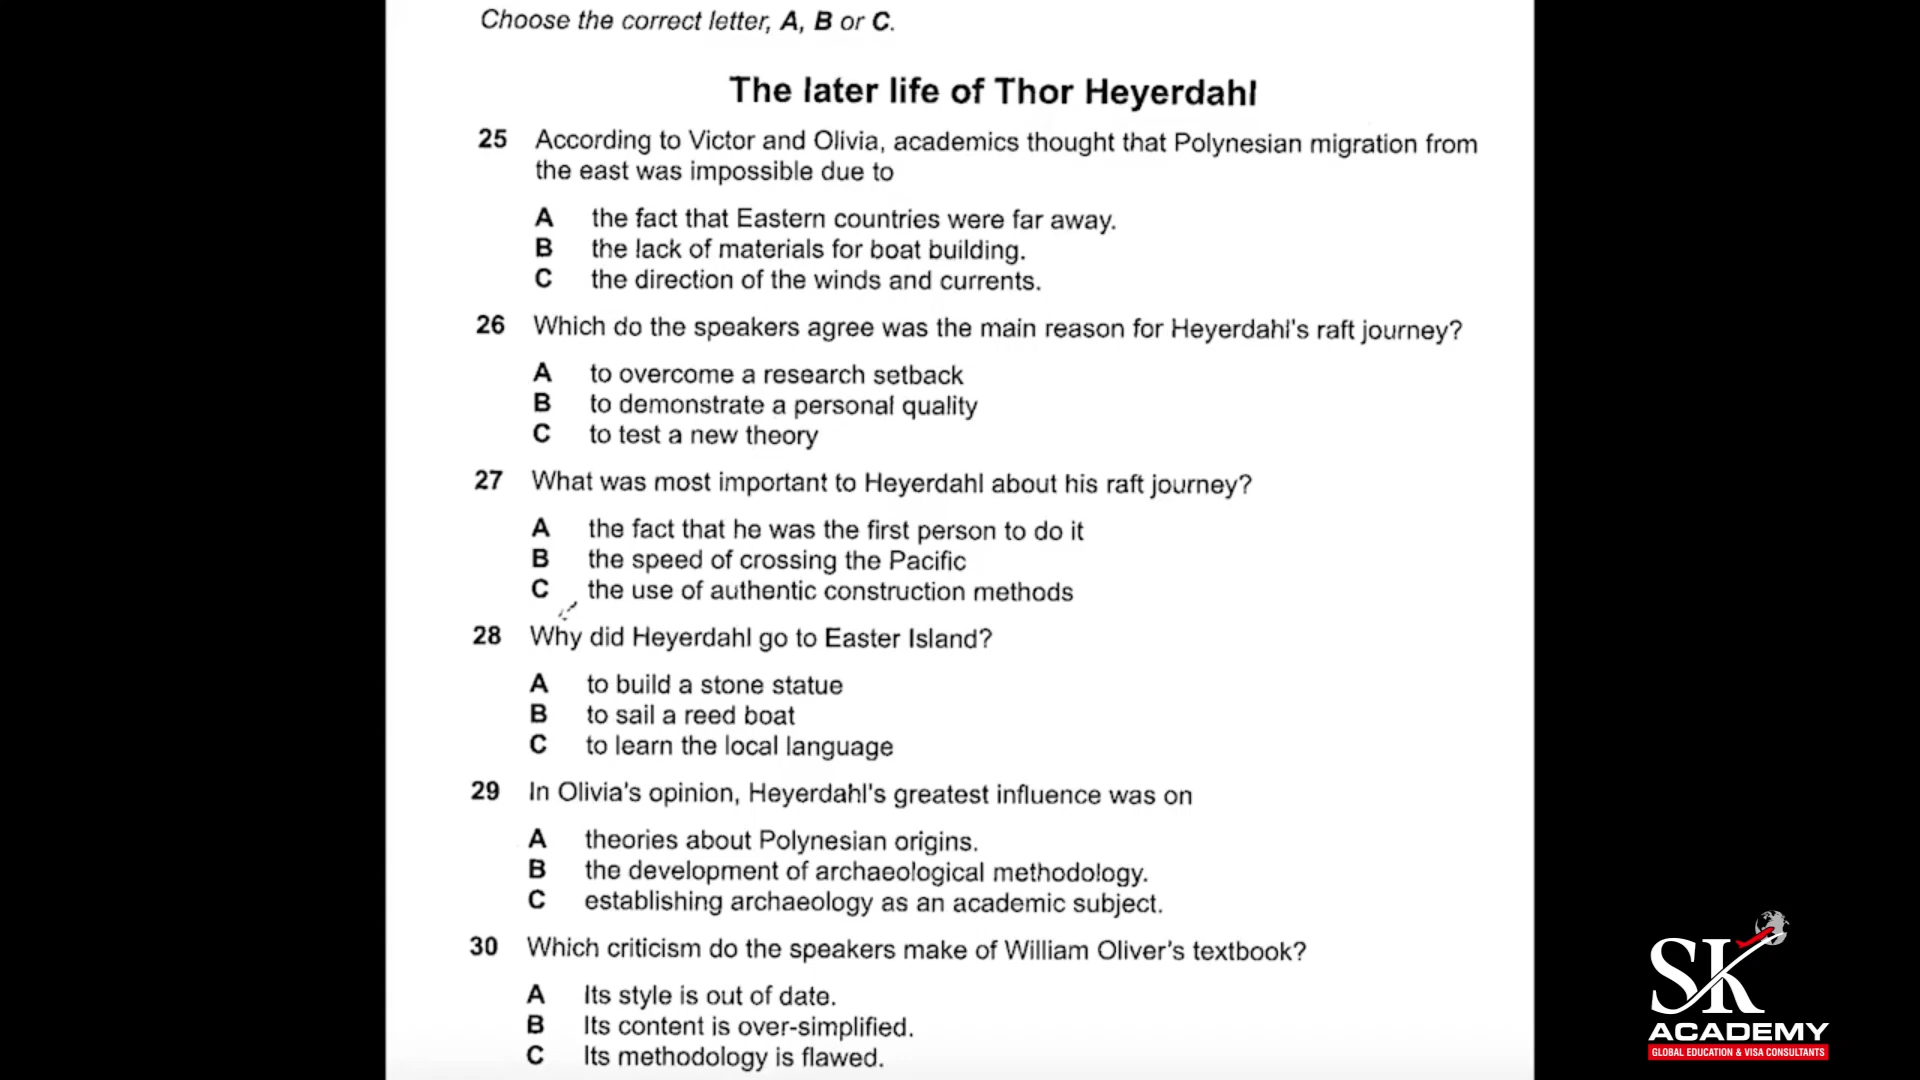 Choose the correct letter, A, B or C.
The later life of Thor Heyerdahl
25 According to Victor and Olivia, academics thought that Polynesian migration from
the east was impossible due to
A the fact that Eastern countries were far away.
B the lack of materials for boat building.
C the direction of the winds and currents.
26 Which do the speakers agree was the main reason for Heyerdahl's raft journey?
A to overcome a research setback
B to demonstrate a personal quality
C to test a new theory
27 What was most important to Heyerdahl about his raft journey?
A the fact that he was the first person to do it
B the speed of crossing the Pacific
C the use of authentic construction methods
28 Why did Heyerdahl go to Easter Island?
A to build a stone statue
B to sail a reed boat
C to learn the local language
29 In Olivia's opinion, Heyerdahl's greatest influence was on
A theories about Polynesian origins.
B the development of archaeological methodology.
C establishing archaeology as an academic subject.
30 Which criticism do the speakers make of William Oliver's textbook?
A Its style is out of date.
B Its content is over-simplified.
C Its methodology is flawed.
SK
ACADEMY
GLOBAL EDUCATION & VISA CONSULTANTS